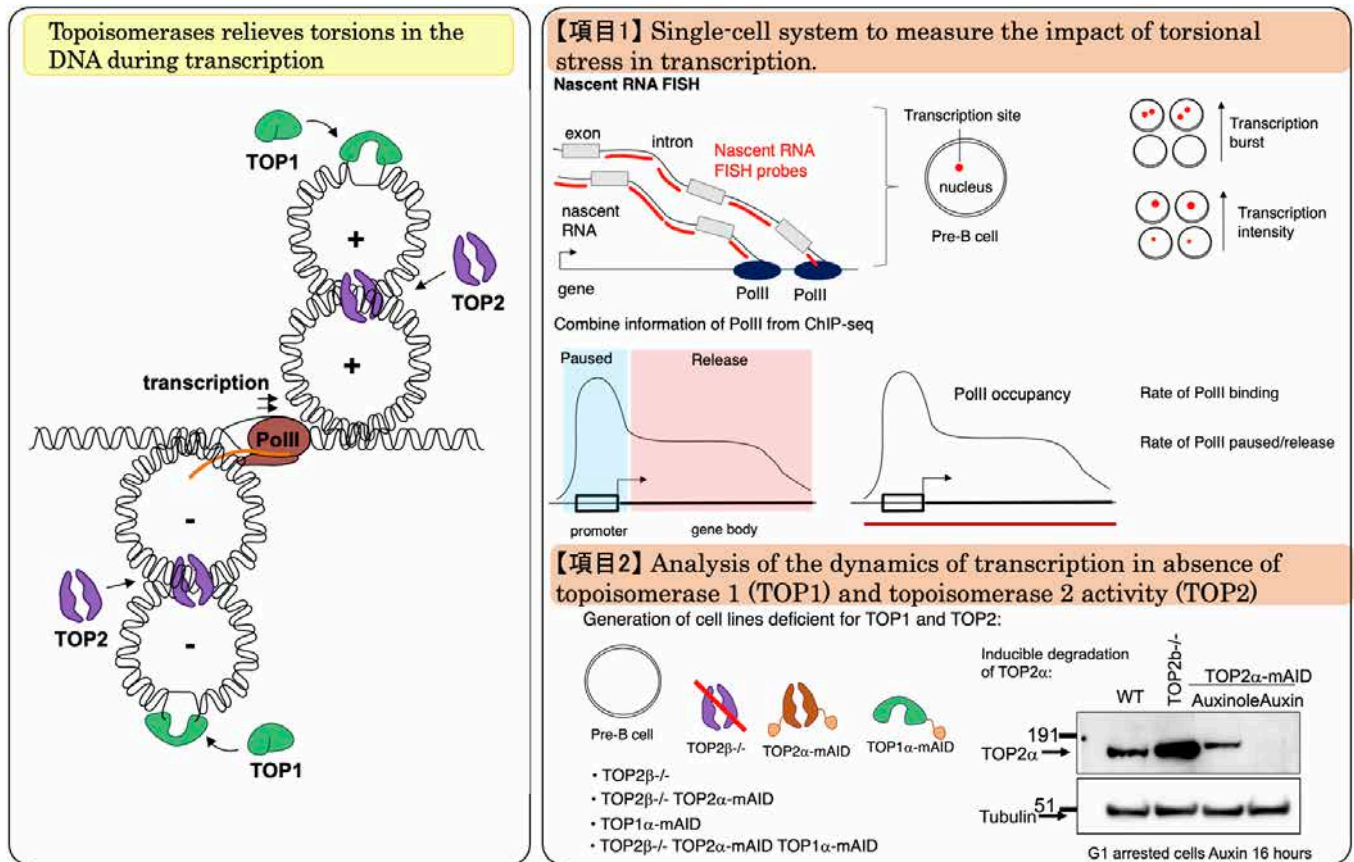 Topoisomerases relieves torsions in the
DNA during transcription
TOP1
+
TOP2
+
transcription
PolII
-
TOP2
-
TOP1
【項目1】 Single-cell system to measure the impact of torsional
stress in transcription.
Nascent RNA FISH
exon
intron
Nascent RNA
FISH probes
nascent
RNA
gene
PolII
PolII
Transcription site
nucleus
Pre-B cell
Transcription
burst
Transcription
intensity
Combine information of PolII from ChIP-seq
Paused
Release
promoter
gene body
PolII occupancy
Rate of PolII binding
Rate of PolII paused/release
【項目2】 Analysis of the dynamics of transcription in absence of
topoisomerase 1 (TOP1) and topoisomerase 2 activity (TOP2)
Generation of cell lines deficient for TOP1 and TOP2:
Pre-B cell
TOP2β-/-
TOP2α-mAID
TOP1α-mAID
・TOP2β-/-
・TOP2β-/- TOP2α-mAID
・TOP1α-mAID
・TOP2β-/- TOP2α-mAID TOP1α-mAID
Inducible degradation
of TOP2α:
WT
TOP2b-/-
TOP2α-mAID
AuxinoleAuxin
191
TOP2α
51
Tubulin
G1 arrested cells Auxin 16 hours